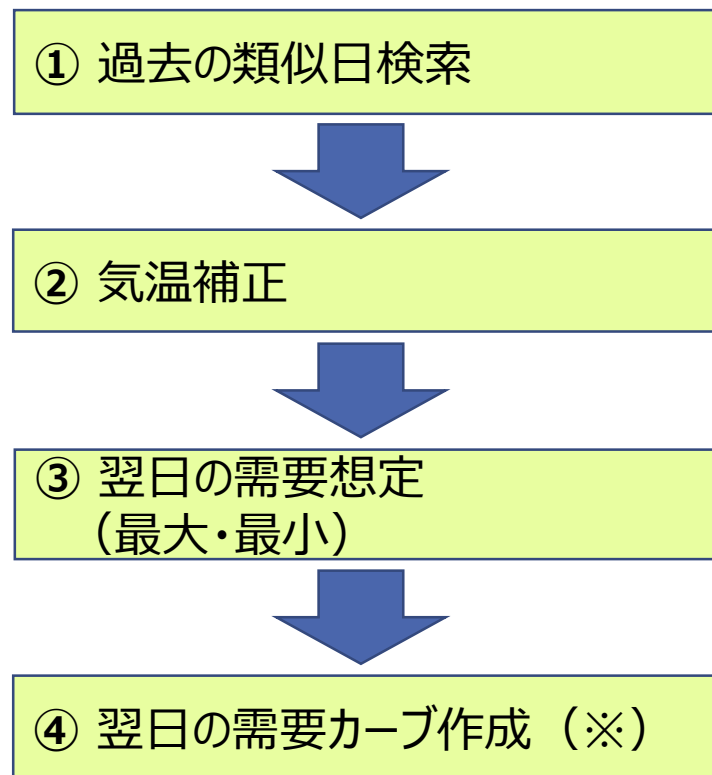 ① 過去の類似日検索
② 気温補正
③ 翌日の需要想定
（最大・最小）
④ 翌日の需要カーブ作成（※）